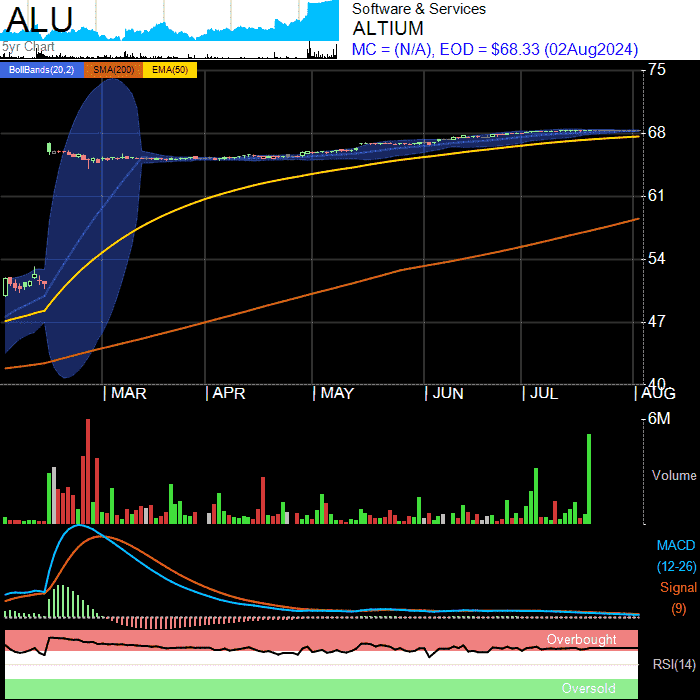 ALU
5yr Chart
Software & Services
ALTIUM
MC = (N/A), EOD = $68.33 (02Aug2024)
BollBands(20,2) SMA(200) EMA(50)
75
68
61
54
47
40
MAR APR MAY JUN JUL AUG
6M
Volume
MACD
(12-26)
Signal
(9)
Overbought
RSI(14)
Oversold